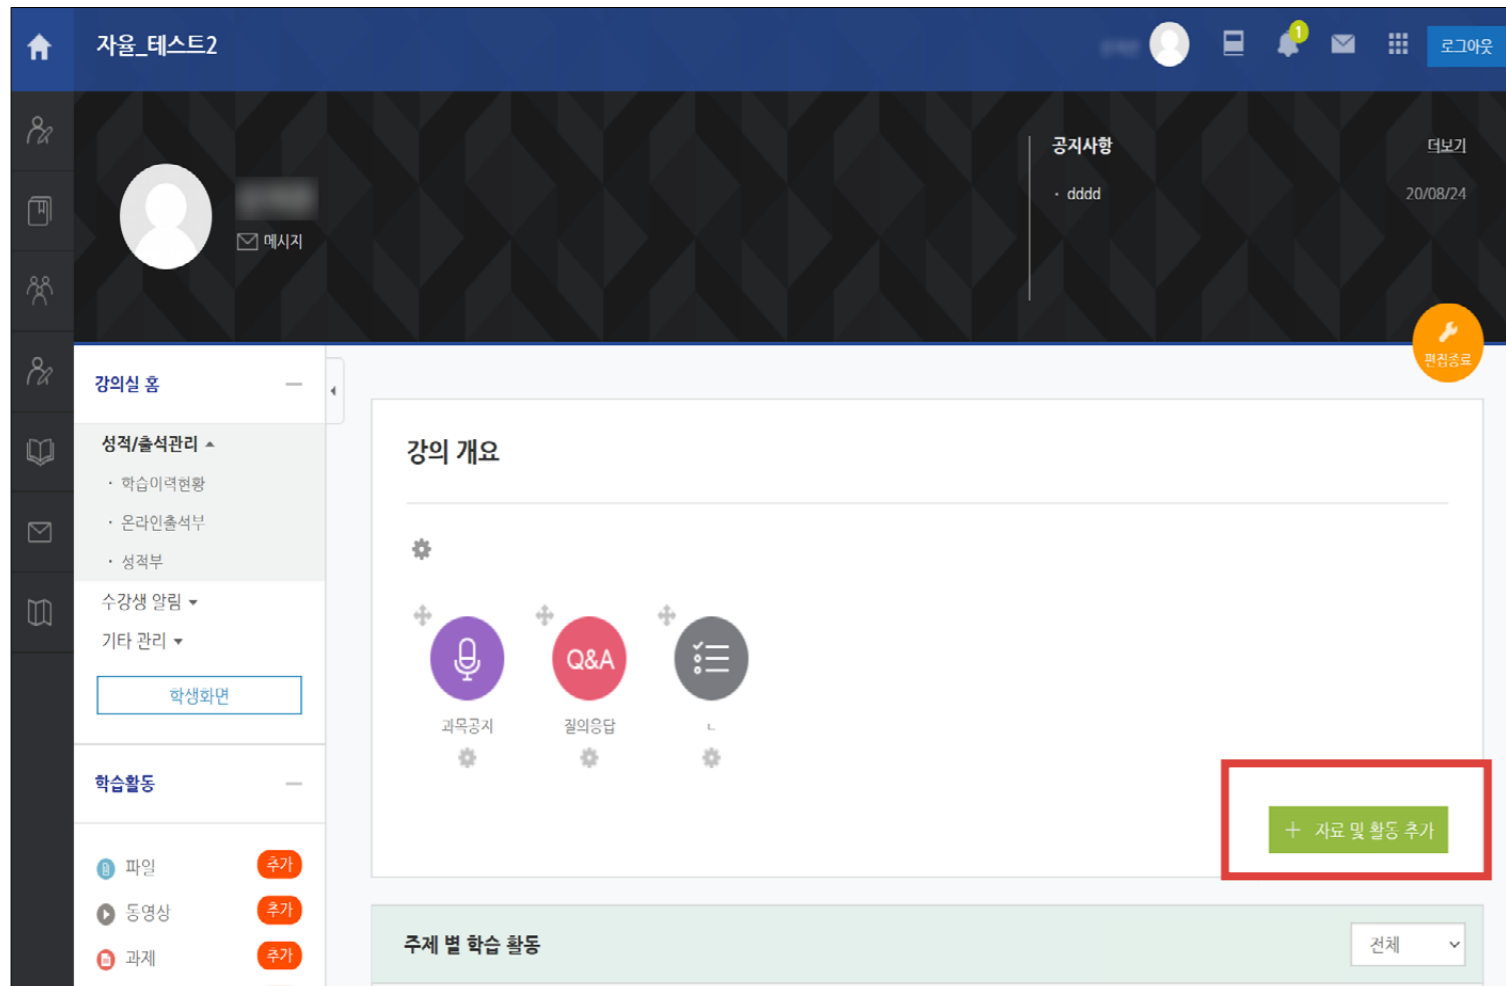 자율_테스트2
1
로그아웃
메시지
공지사항
더보기
· dddd
20/08/24
편집종료
강의실 홈
성적/출석관리
· 학습이력현황
· 온라인출석부
· 성적부
수강생 알림
기타 관리
학생화면
학습활동
파일
추가
동영상
추가
과제
추가
강의 개요
Q&A
과목공지
질의응답
ㄴ
+ 자료 및 활동 추가
주제 별 학습 활동
전체